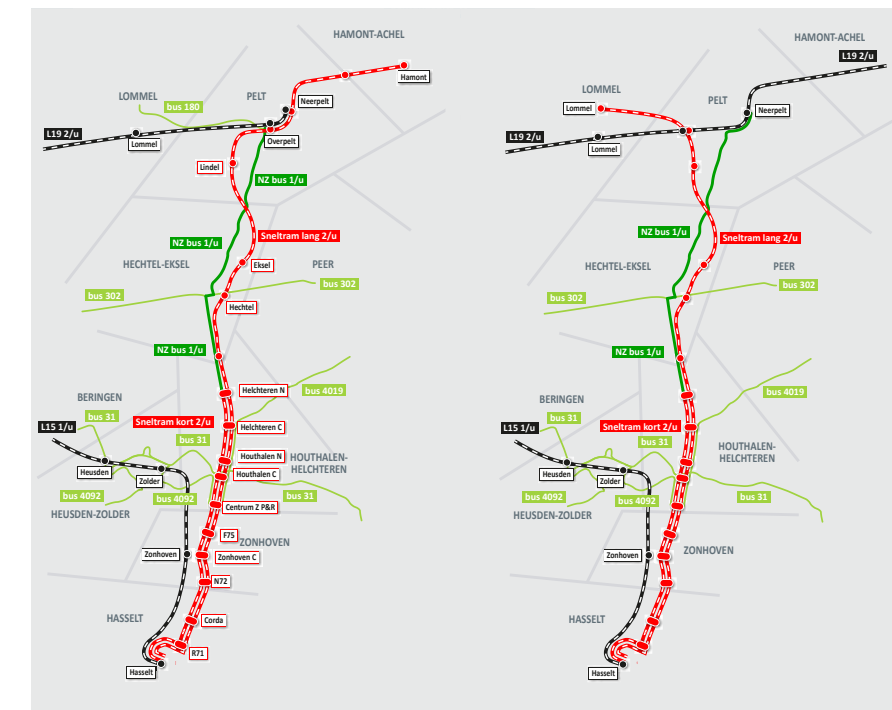 HAMONT-ACHEL
Hamont
LOMMEL
bus 180
PELT
Neerpelt
L19 2/u
Lommel
Overpelt
Lindel
NZ bus 1/u
Sneltram lang 2/u
NZ bus 1/u
HECHTEL-EKSEL
Eksel
PEER
bus 302
bus 302
Hechtel
NZ bus 1/u
Helchteren N
bus 4019
BERINGEN
bus 31
Sneltram kort 2/u
L15 1/u
Helchteren C
bus 31
Houthalen N
HOUTHALEN-
HELCHTEREN
Heusden
Zolder
Houthalen C
bus 4092
bus 4092
bus 31
Centrum Z P&R
HEUSDEN-ZOLDER
F75
ZONHOVEN
Zonhoven
Zonhoven C
N72
HASSELT
Corda
R71
Hasselt
HAMONT-ACHEL
L19 2/u
LOMMEL
Lommel
PELT
Neerpelt
L19 2/u
Lommel
NZ bus 1/u
Sneltram lang 2/u
HECHTEL-EKSEL
PEER
bus 302
bus 302
NZ bus 1/u
bus 4019
BERINGEN
bus 31
Sneltram kort 2/u
L15 1/u
bus 31
HOUTHALEN-
HELCHTEREN
Heusden
Zolder
bus 4092
bus 4092
bus 31
HEUSDEN-ZOLDER
Zonhoven
ZONHOVEN
HASSELT
Hasselt